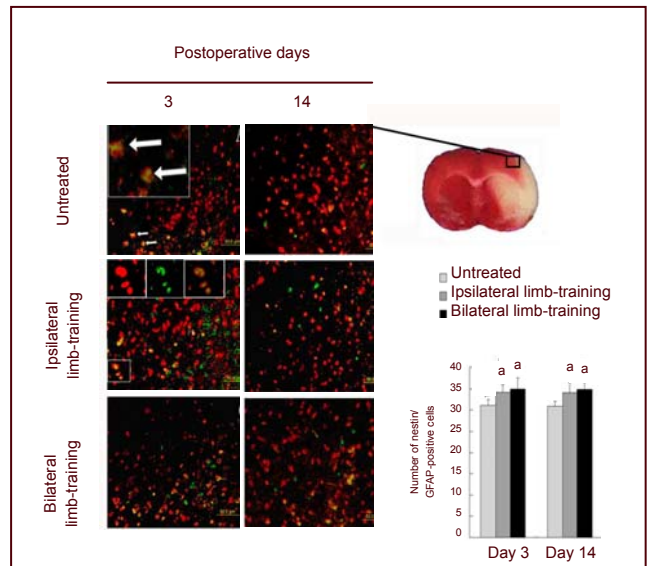 Postoperative days
3
14
Untreated
Ipsilateral
limb-training
Bilateral
limb-training
Untreated
Ipsilateral limb-training
Bilateral limb-training
Number of nestin/
GFAP-positive cells
40
35
30
25
20
15
10
5
0
a
a
a
a
Day 3
Day 14